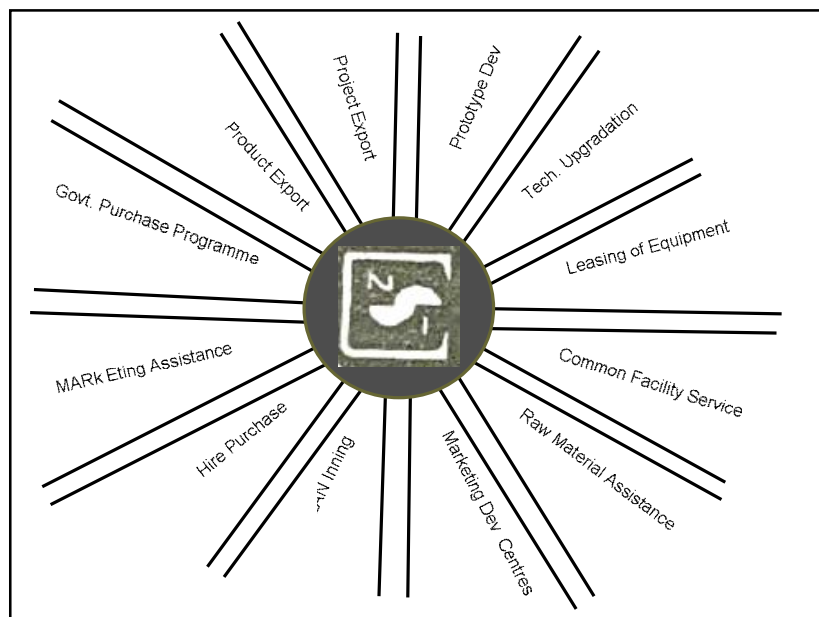 Project Export
Prototype Dev
Tech. Upgradation
Leasing of Equipment
Common Facility Service
Raw Material Assistance
Marketing Dev. Centres
Inning
Hire Purchase
MARk Eting Assistance
Govt. Purchase Programme
Product Export